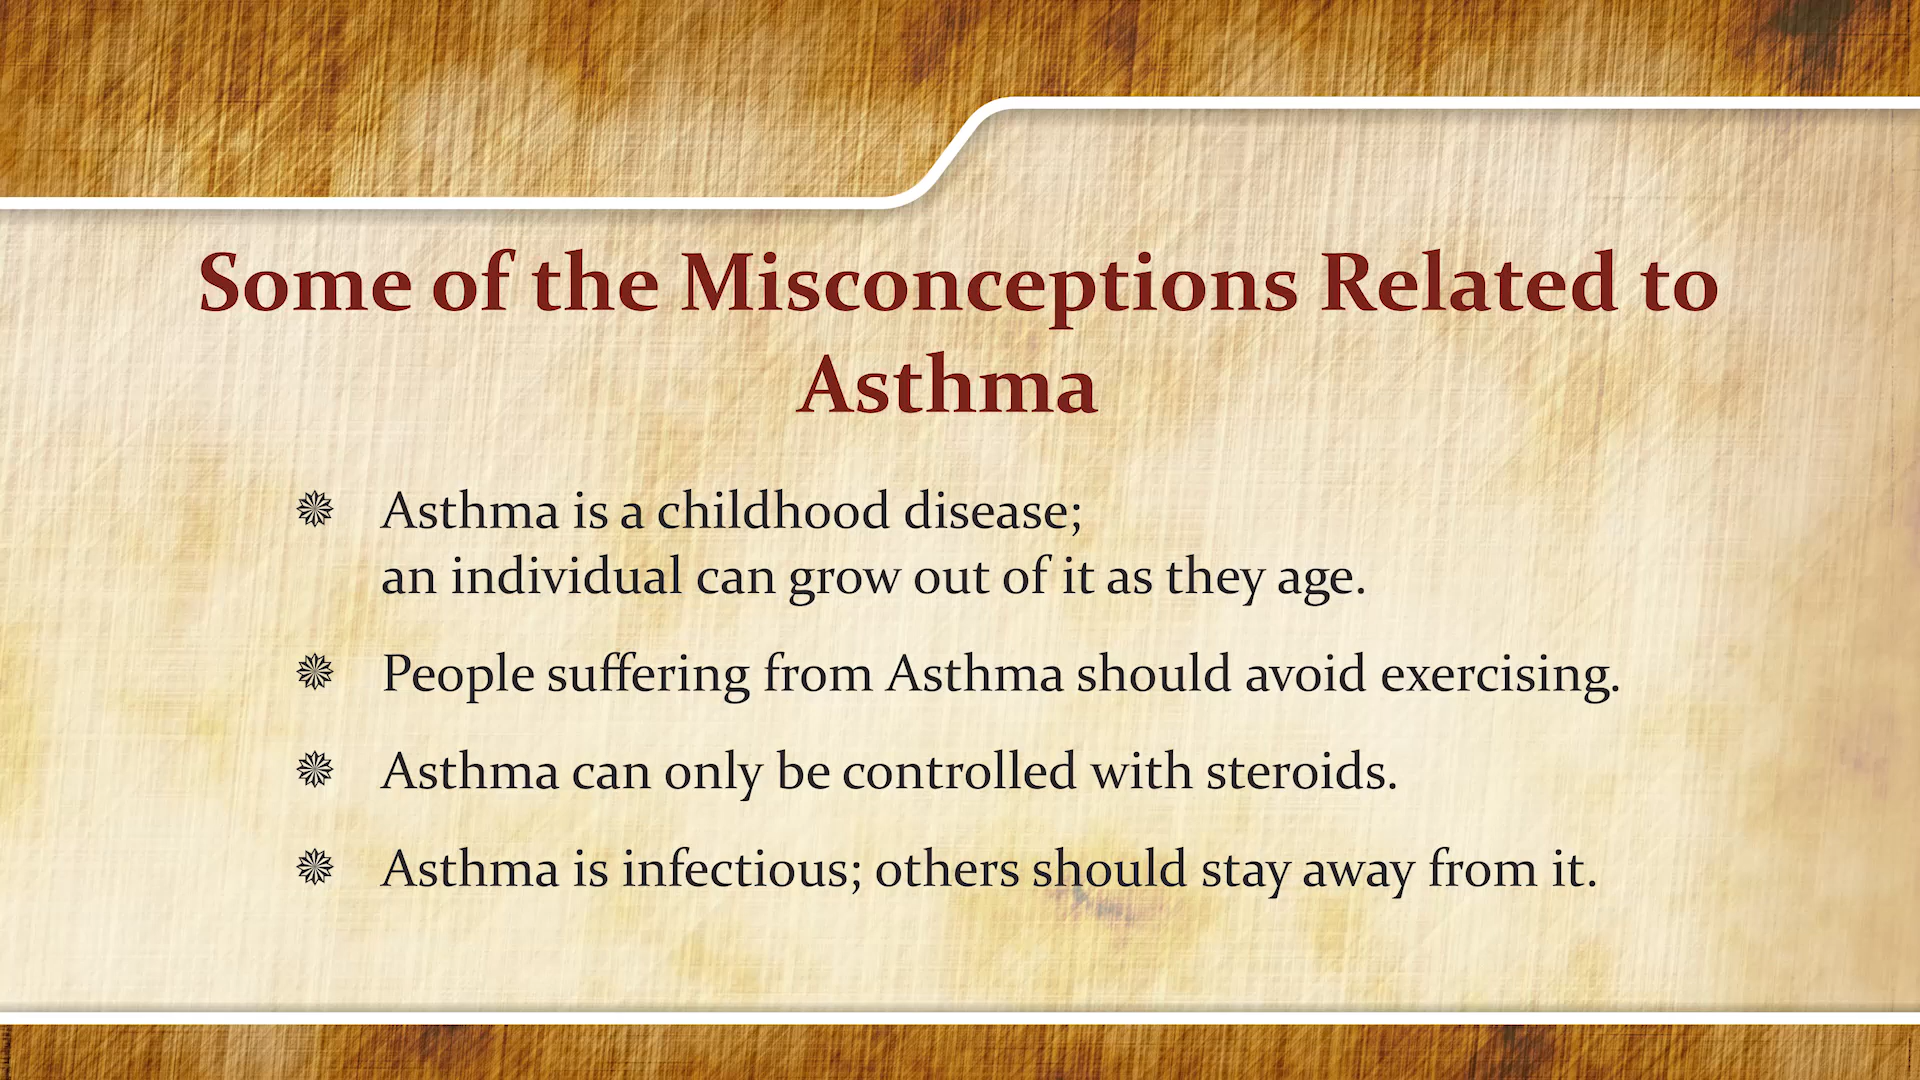 Some of the Misconceptions Related to
Asthma
Asthma is a childhood disease;
an individual can grow out of it as they age.
People suffering from Asthma should avoid exercising.
Asthma can only be controlled with steroids.
Asthma is infectious; others should stay away from it.